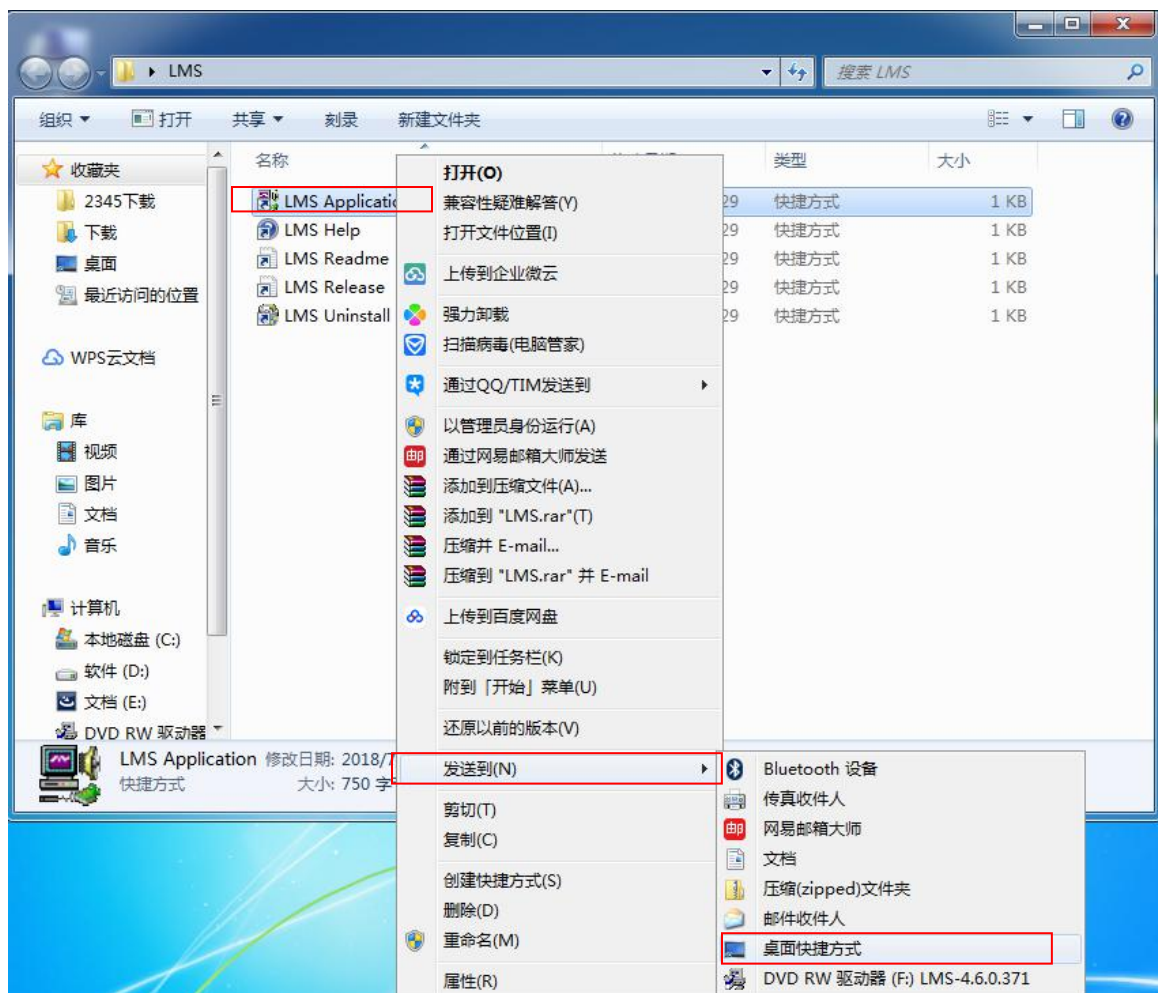 LMS
搜索 LMS
组织
打开
共享
刻录
新建文件夹
收藏夹
2345下载
下载
桌面
最近访问的位置
WPS云文档
库
视频
图片
文档
音乐
计算机
本地磁盘 (C:)
软件 (D:)
文档 (E:)
DVD RW 驱动器
名称
类型
大小
LMS Applicatio
29
快捷方式
1 KB
LMS Help
29
快捷方式
1 KB
LMS Readme
29
快捷方式
1 KB
LMS Release
29
快捷方式
1 KB
LMS Uninstall
29
快捷方式
1 KB
打开(O)
兼容性疑难解答(Y)
打开文件位置(I)
上传到企业微云
强力卸载
扫描病毒(电脑管家)
通过QQ/TIM发送到
以管理员身份运行(A)
通过网易邮箱大师发送
添加到压缩文件(A)...
添加到 "LMS.rar"(T)
压缩并 E-mail...
压缩到 "LMS.rar" 并 E-mail
上传到百度网盘
锁定到任务栏(K)
附到「开始」菜单(U)
还原以前的版本(V)
发送到(N)
剪切(T)
复制(C)
创建快捷方式(S)
删除(D)
重命名(M)
属性(R)
Bluetooth 设备
传真收件人
网易邮箱大师
文档
压缩(zipped)文件夹
邮件收件人
桌面快捷方式
DVD RW 驱动器 (F:) LMS-4.6.0.371
LMS Application 修改日期: 2018/7
快捷方式
大小: 750 字